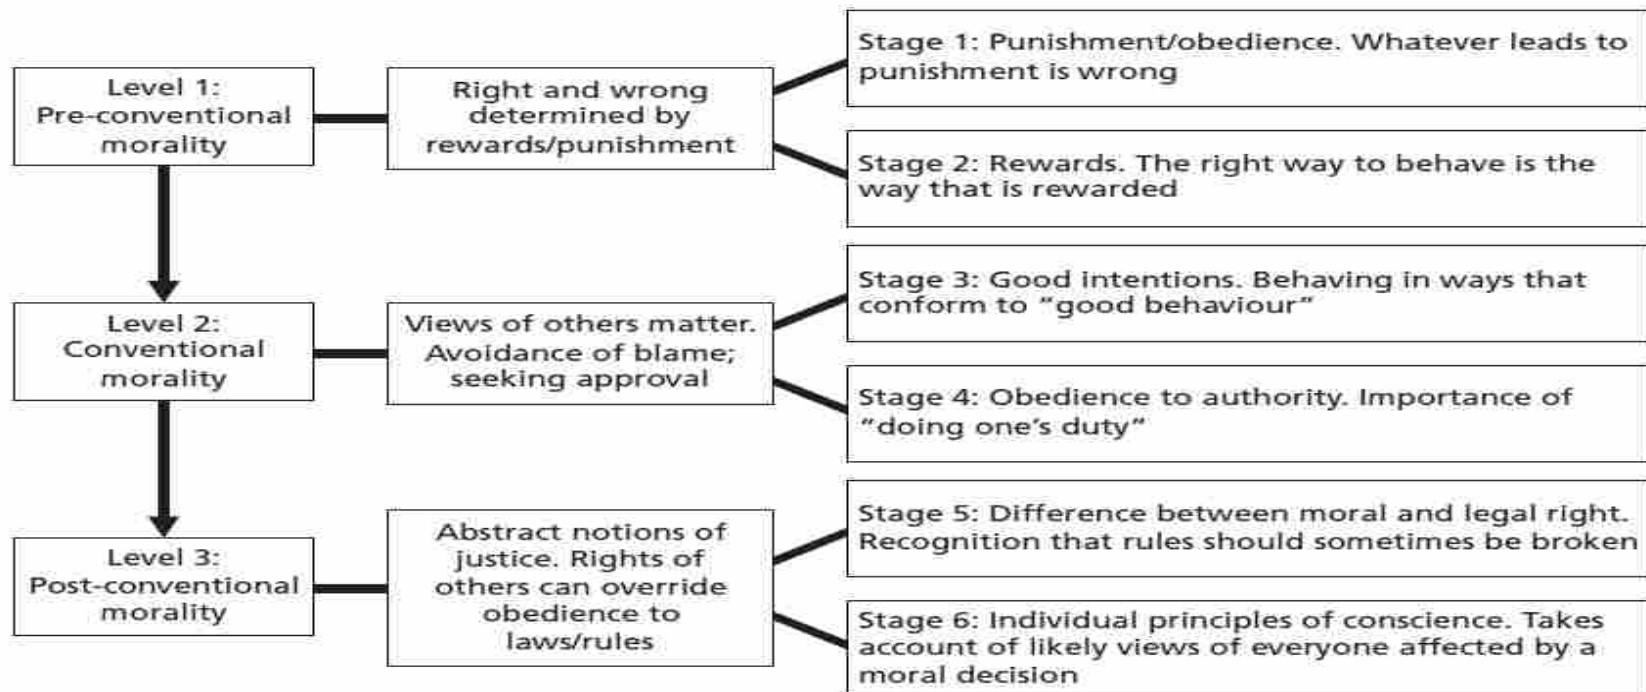 Level 1:
Pre-conventional
morality
Right and wrong
determined by
rewards/punishment
Stage 1: Punishment/obedience. Whatever leads to
punishment is wrong
Stage 2: Rewards. The right way to behave is the
way that is rewarded
Level 2:
Conventional
morality
Views of others matter.
Avoidance of blame;
seeking approval
Stage 3: Good intentions. Behaving in ways that
conform to “good behaviour”
Stage 4: Obedience to authority. Importance of
“doing one’s duty”
Level 3:
Post-conventional
morality
Abstract notions of
justice. Rights of
others can override
obedience to
laws/rules
Stage 5: Difference between moral and legal right.
Recognition that rules should sometimes be broken
Stage 6: Individual principles of conscience. Takes
account of likely views of everyone affected by a
moral decision